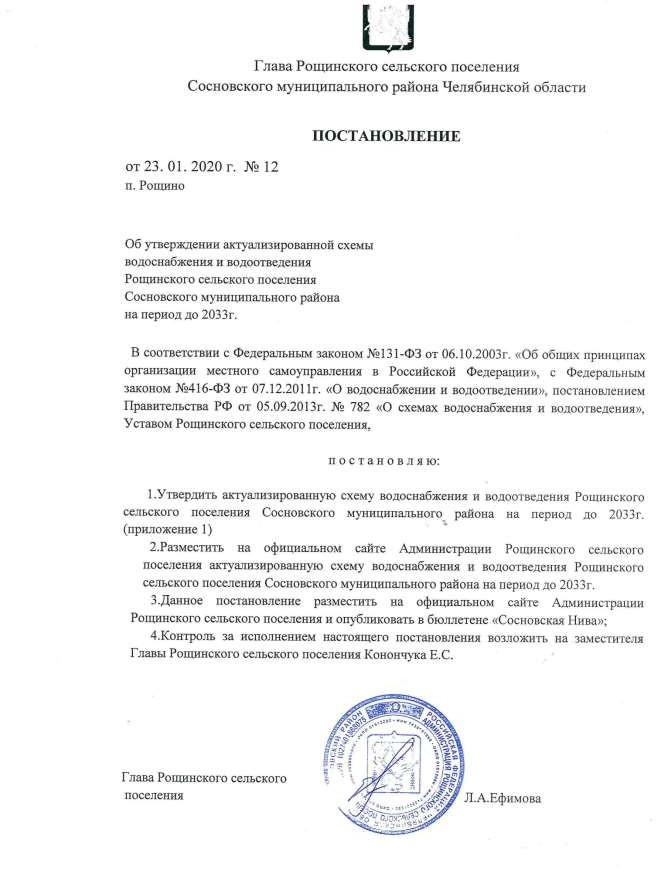 Глава Рощинского сельского поселения
Сосновского муниципального района Челябинской области
ПОСТАНОВЛЕНИЕ
от 23. 01. 2020 г. № 12
п. Рощино
Об утверждении актуализированной схемы
водоснабжения и водоотведения
Рощинского сельского поселения
Сосновского муниципального района
на период до 2033г.
В соответствии с Федеральным законом №131-ФЗ от 06.10.2003г. «Об общих принципах
организации местного самоуправления в Российской Федерации», с Федеральным
законом №416-ФЗ от 07.12.2011г. «О водоснабжении и водоотведении», постановлением
Правительства РФ от 05.09.2013г. № 782 «О схемах водоснабжения и водоотведения»,
Уставом Рощинского сельского поселения,
п о с т а н о в л я ю:
1.Утвердить актуализированную схему водоснабжения и водоотведения Рощинского
сельского поселения Сосновского муниципального района на период до 2033г.
(приложение 1)
2.Разместить на официальном сайте Администрации Рощинского сельского
поселения актуализированную схему водоснабжения и водоотведения Рощинского
сельского поселения Сосновского муниципального района на период до 2033г.
3.Данное постановление разместить на официальном сайте Администрации
Рощинского сельского поселения и опубликовать в бюллетене «Сосновская Нива»;
4.Контроль за исполнением настоящего постановления возложить на заместителя
Главы Рощинского сельского поселения Конончука Е.С.
Глава Рощинского сельского
поселения
Л.А.Ефимова
РОССИЙСКАЯ ФЕДЕРАЦИЯ
АДМИНИСТРАЦИЯ РОЩИНСКОГО СЕЛЬСКОГО